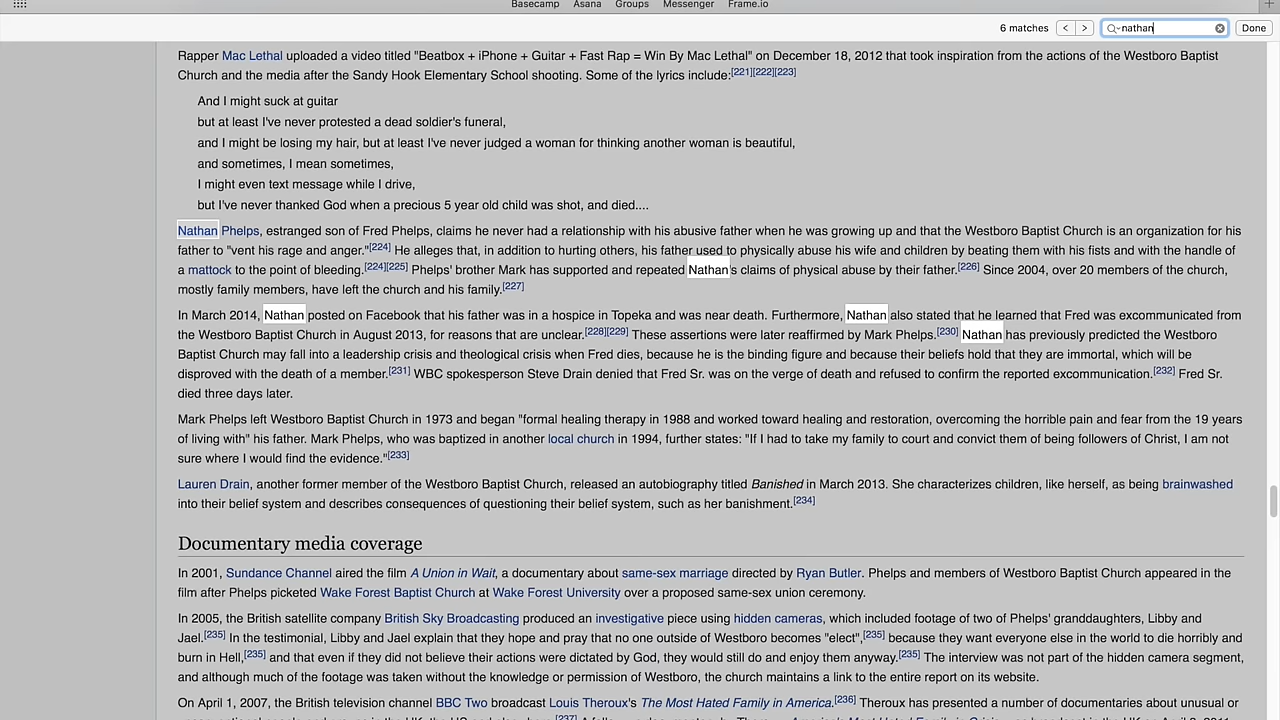 Basecamp Asana Groups Messenger Frame.io
6 matches nathan Done
Rapper Mac Lethal uploaded a video titled "Beatbox + iPhone + Guitar + Fast Rap = Win By Mac Lethal" on December 18, 2012 that took inspiration from the actions of the Westboro Baptist
Church and the media after the Sandy Hook Elementary School shooting. Some of the lyrics include:[221][222][223]
And I might suck at guitar
but at least I've never protested a dead soldier's funeral,
and I might be losing my hair, but at least I've never judged a woman for thinking another woman is beautiful,
and sometimes, I mean sometimes,
I might even text message while I drive,
but I've never thanked God when a precious 5 year old child was shot, and died....
Nathan Phelps, estranged son of Fred Phelps, claims he never had a relationship with his abusive father when he was growing up and that the Westboro Baptist Church is an organization for his
father to "vent his rage and anger."[224] He alleges that, in addition to hurting others, his father used to physically abuse his wife and children by beating them with his fists and with the handle of
a mattock to the point of bleeding.[224][225] Phelps' brother Mark has supported and repeated Nathan's claims of physical abuse by their father.[226] Since 2004, over 20 members of the church,
mostly family members, have left the church and his family.[227]
In March 2014, Nathan posted on Facebook that his father was in a hospice in Topeka and was near death. Furthermore, Nathan also stated that he learned that Fred was excommunicated from
the Westboro Baptist Church in August 2013, for reasons that are unclear.[228][229] These assertions were later reaffirmed by Mark Phelps.[230] Nathan has previously predicted the Westboro
Baptist Church may fall into a leadership crisis and theological crisis when Fred dies, because he is the binding figure and because their beliefs hold that they are immortal, which will be
disproved with the death of a member.[231] WBC spokesperson Steve Drain denied that Fred Sr. was on the verge of death and refused to confirm the reported excommunication.[232] Fred Sr.
died three days later.
Mark Phelps left Westboro Baptist Church in 1973 and began "formal healing therapy in 1988 and worked toward healing and restoration, overcoming the horrible pain and fear from the 19 years
of living with" his father. Mark Phelps, who was baptized in another local church in 1994, further states: "If I had to take my family to court and convict them of being followers of Christ, I am not
sure where I would find the evidence."[233]
Lauren Drain, another former member of the Westboro Baptist Church, released an autobiography titled Banished in March 2013. She characterizes children, like herself, as being brainwashed
into their belief system and describes consequences of questioning their belief system, such as her banishment.[234]
Documentary media coverage
In 2001, Sundance Channel aired the film A Union in Wait, a documentary about same-sex marriage directed by Ryan Butler. Phelps and members of Westboro Baptist Church appeared in the
film after Phelps picketed Wake Forest Baptist Church at Wake Forest University over a proposed same-sex union ceremony.
In 2005, the British satellite company British Sky Broadcasting produced an investigative piece using hidden cameras, which included footage of two of Phelps' granddaughters, Libby and
Jael.[235] In the testimonial, Libby and Jael explain that they hope and pray that no one outside of Westboro becomes "elect",[235] because they want everyone else in the world to die horribly and
burn in Hell,[235] and that even if they did not believe their actions were dictated by God, they would still do and enjoy them anyway.[235] The interview was not part of the hidden camera segment,
and although much of the footage was taken without the knowledge or permission of Westboro, the church maintains a link to the entire report on its website.
On April 1, 2007, the British television channel BBC Two broadcast Louis Theroux's The Most Hated Family in America.[236] Theroux has presented a number of documentaries about unusual or